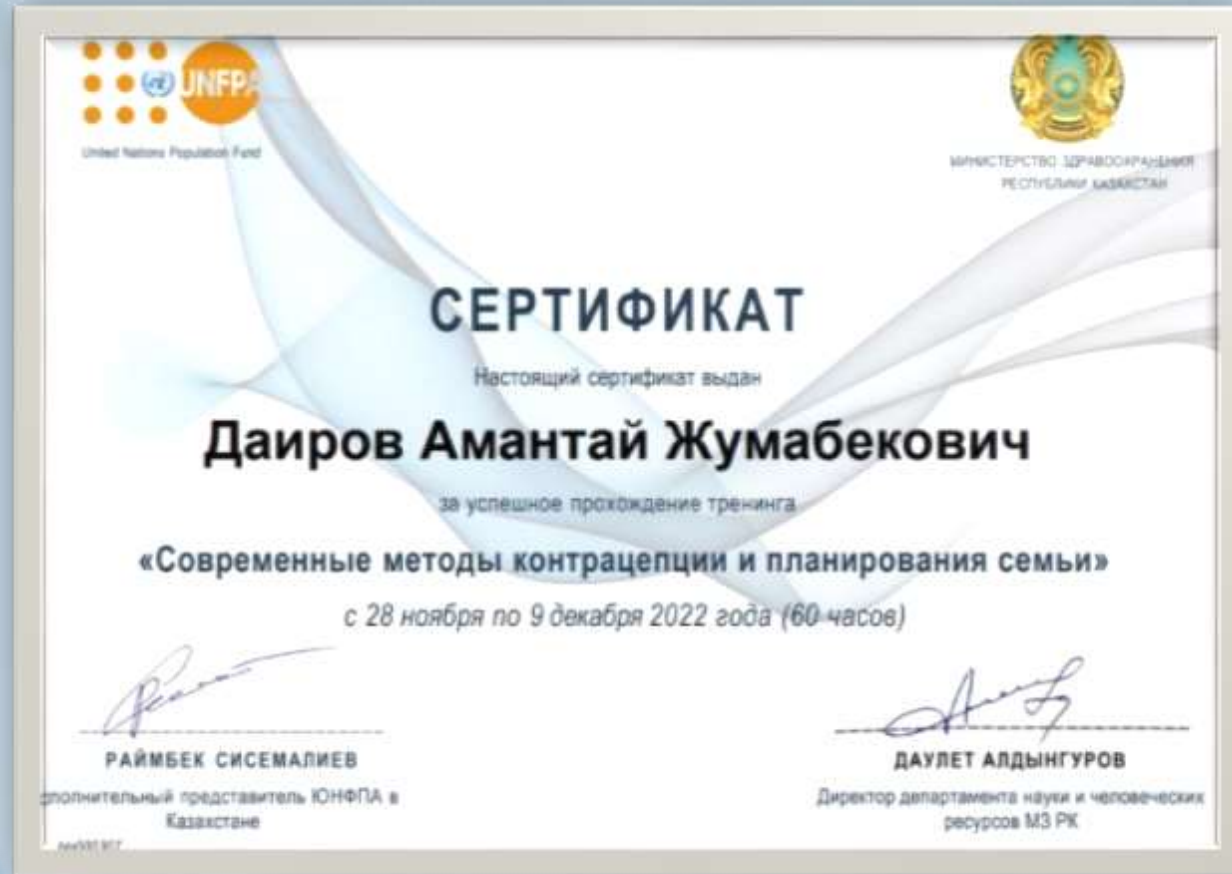 UNFPA
United Nations Population Fund
МИНИСТЕРСТВО ЗДРАВООХРАНЕНИЯ
РЕСПУБЛИКИ КАЗАХСТАН
СЕРТИФИКАТ
Настоящий сертификат выдан
Даиров Амантай Жумабекович
за успешное прохождение тренинга
«Современные методы контрацепции и планирования семьи»
с 28 ноября по 9 декабря 2022 года (60 часов)
РАЙМБЕК СИСЕМАЛИЕВ
сполнительный представитель ЮНФПА в
Казахстане
ДАУЛЕТ АЛДЫНГУРОВ
Директор департамента науки и человеческих
ресурсов МЗ РК